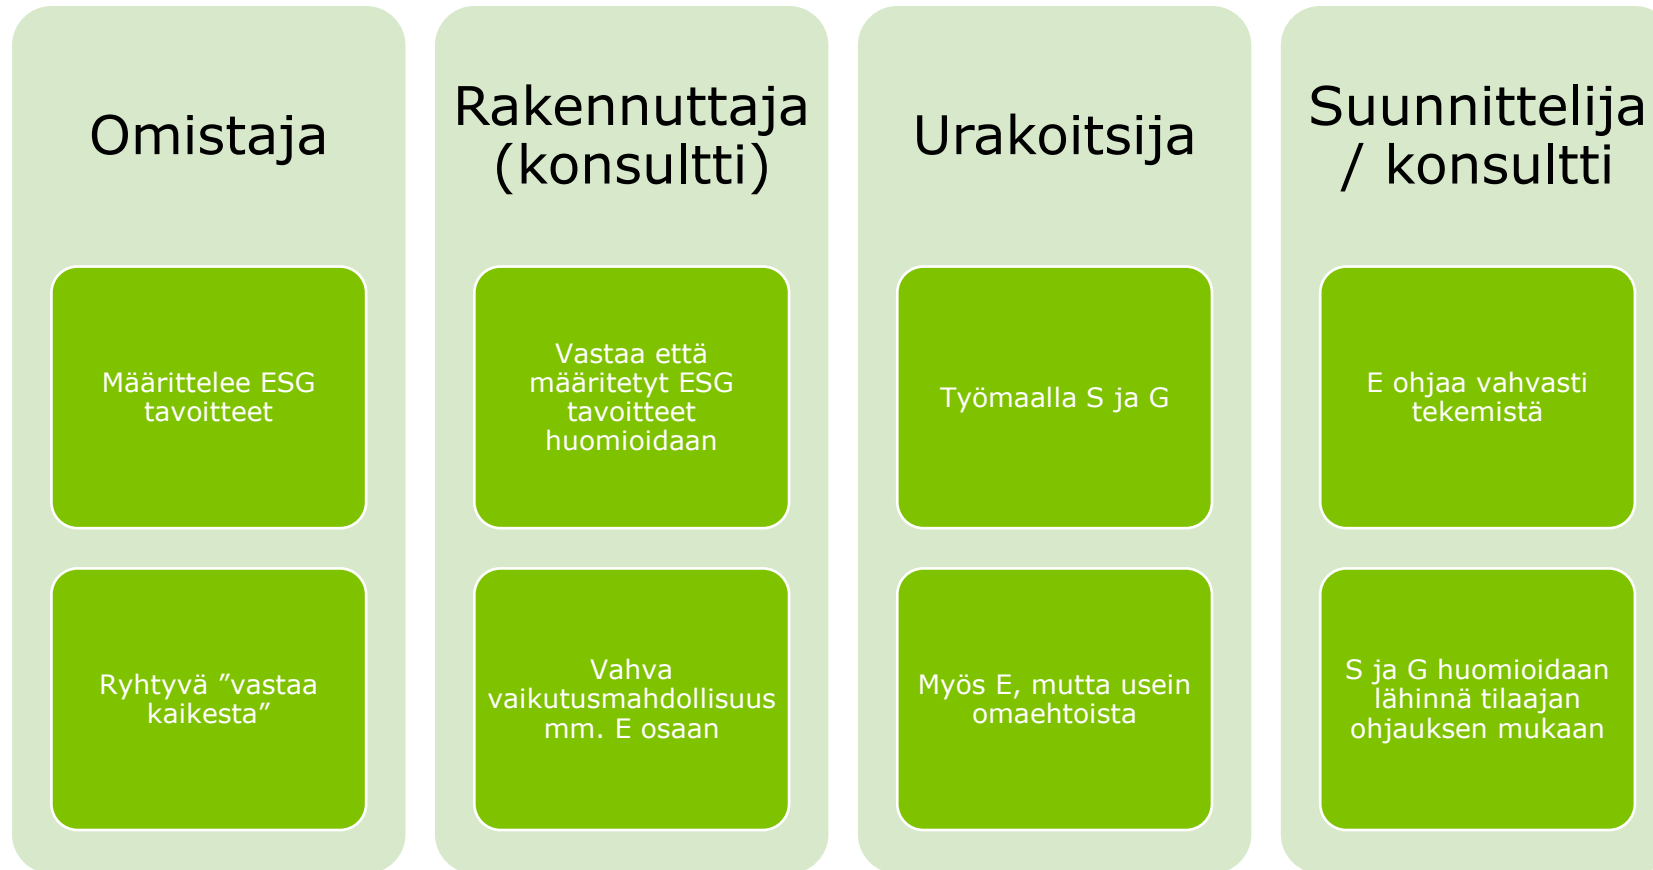 Omistaja
Määrittelee ESG
tavoitteet
Ryhtyvä ”vastaa
kaikesta”
Rakennuttaja
(konsultti)
Vastaa että
määritetyt ESG
tavoitteet
huomioidaan
Vahva
vaikutusmahdollisuus
mm. E osaan
Urakoitsija
Työmaalla S ja G
Myös E, mutta usein
omaehtoista
Suunnittelija
/ konsultti
E ohjaa vahvasti
tekemistä
S ja G huomioidaan
lähinnä tilaajan
ohjauksen mukaan